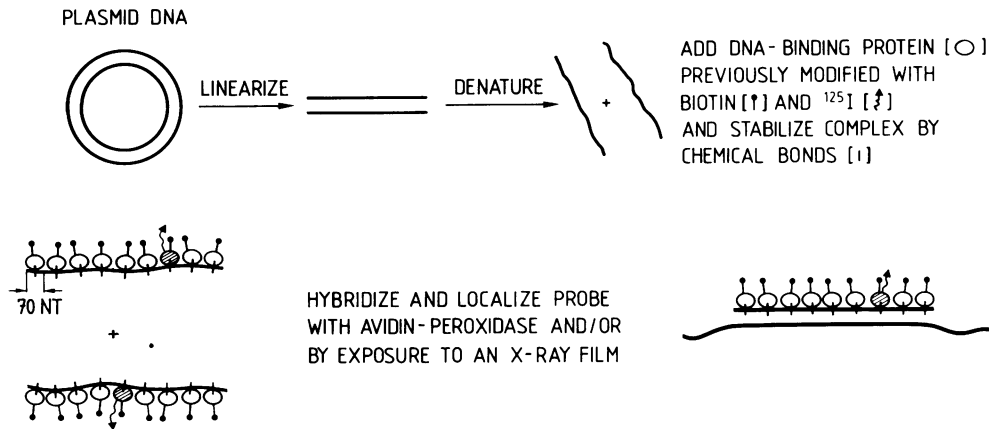 PLASMID DNA
LINEARIZE
DENATURE
+
ADD DNA-BINDING PROTEIN [O]
PREVIOUSLY MODIFIED WITH
BIOTIN [ ] AND ¹²⁵I [ ]
AND STABILIZE COMPLEX BY
CHEMICAL BONDS [ı]
70 NT
+
HYBRIDIZE AND LOCALIZE PROBE
WITH AVIDIN-PEROXIDASE AND/OR
BY EXPOSURE TO AN X-RAY FILM